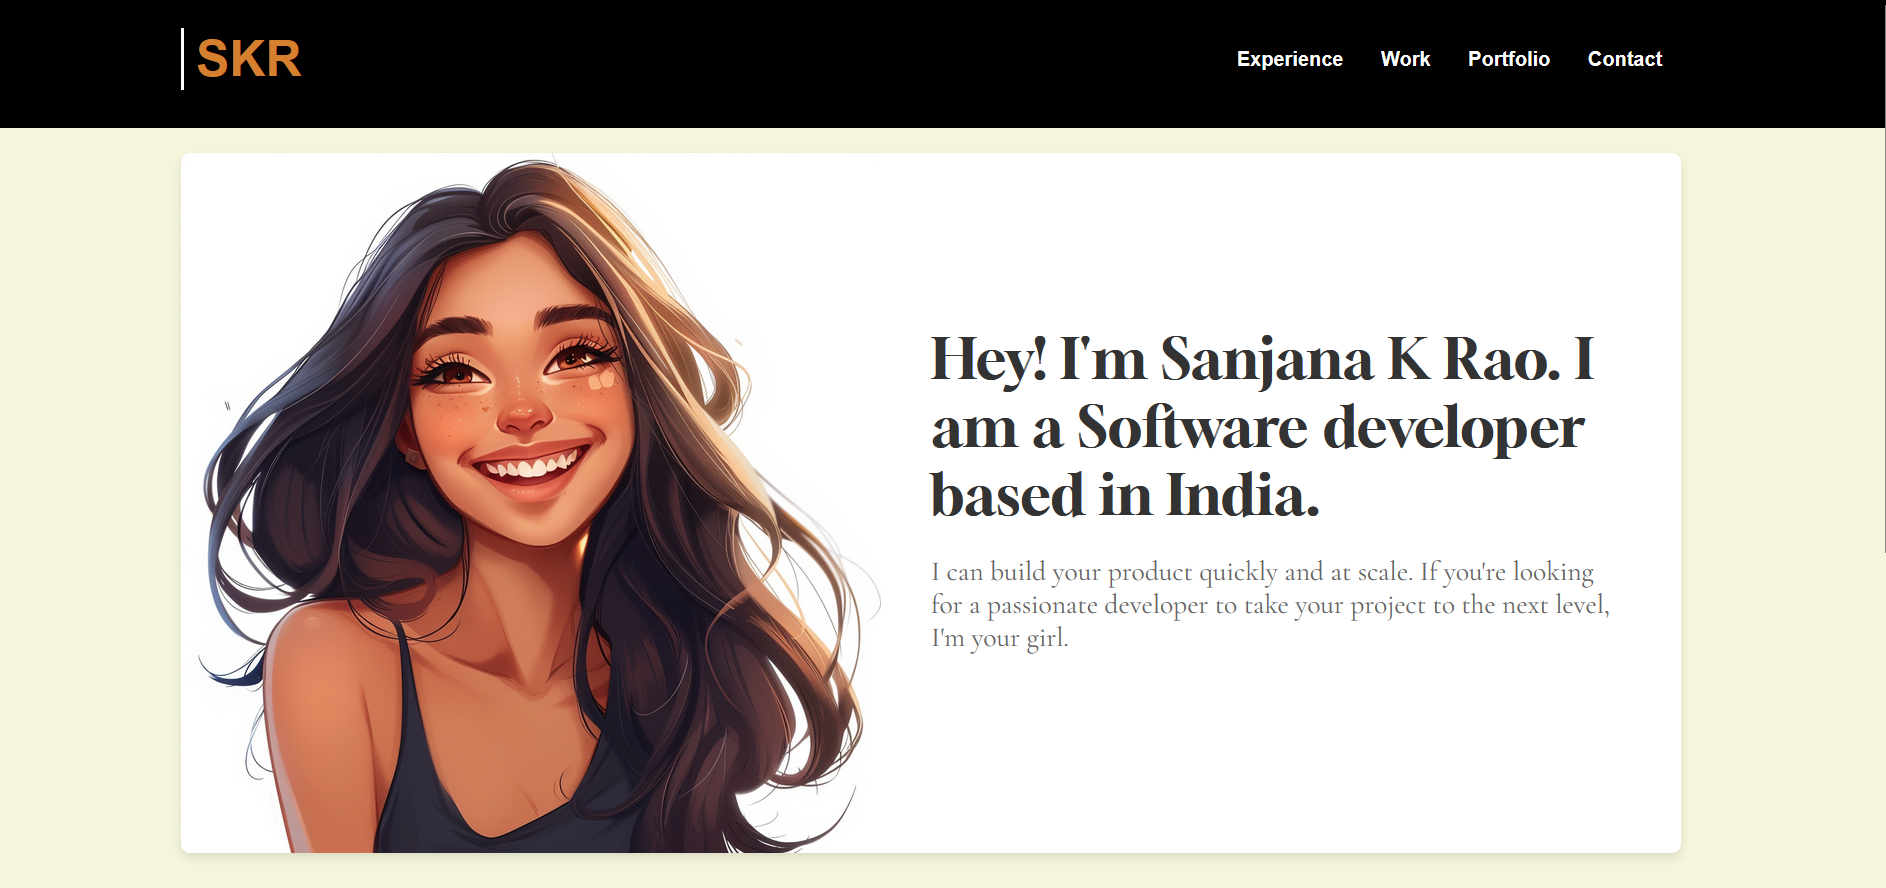 SKR
Experience Work Portfolio Contact
Hey! I'm Sanjana K Rao. I
am a Software developer
based in India.
I can build your product quickly and at scale. If you're looking
for a passionate developer to take your project to the next level,
I'm your girl.